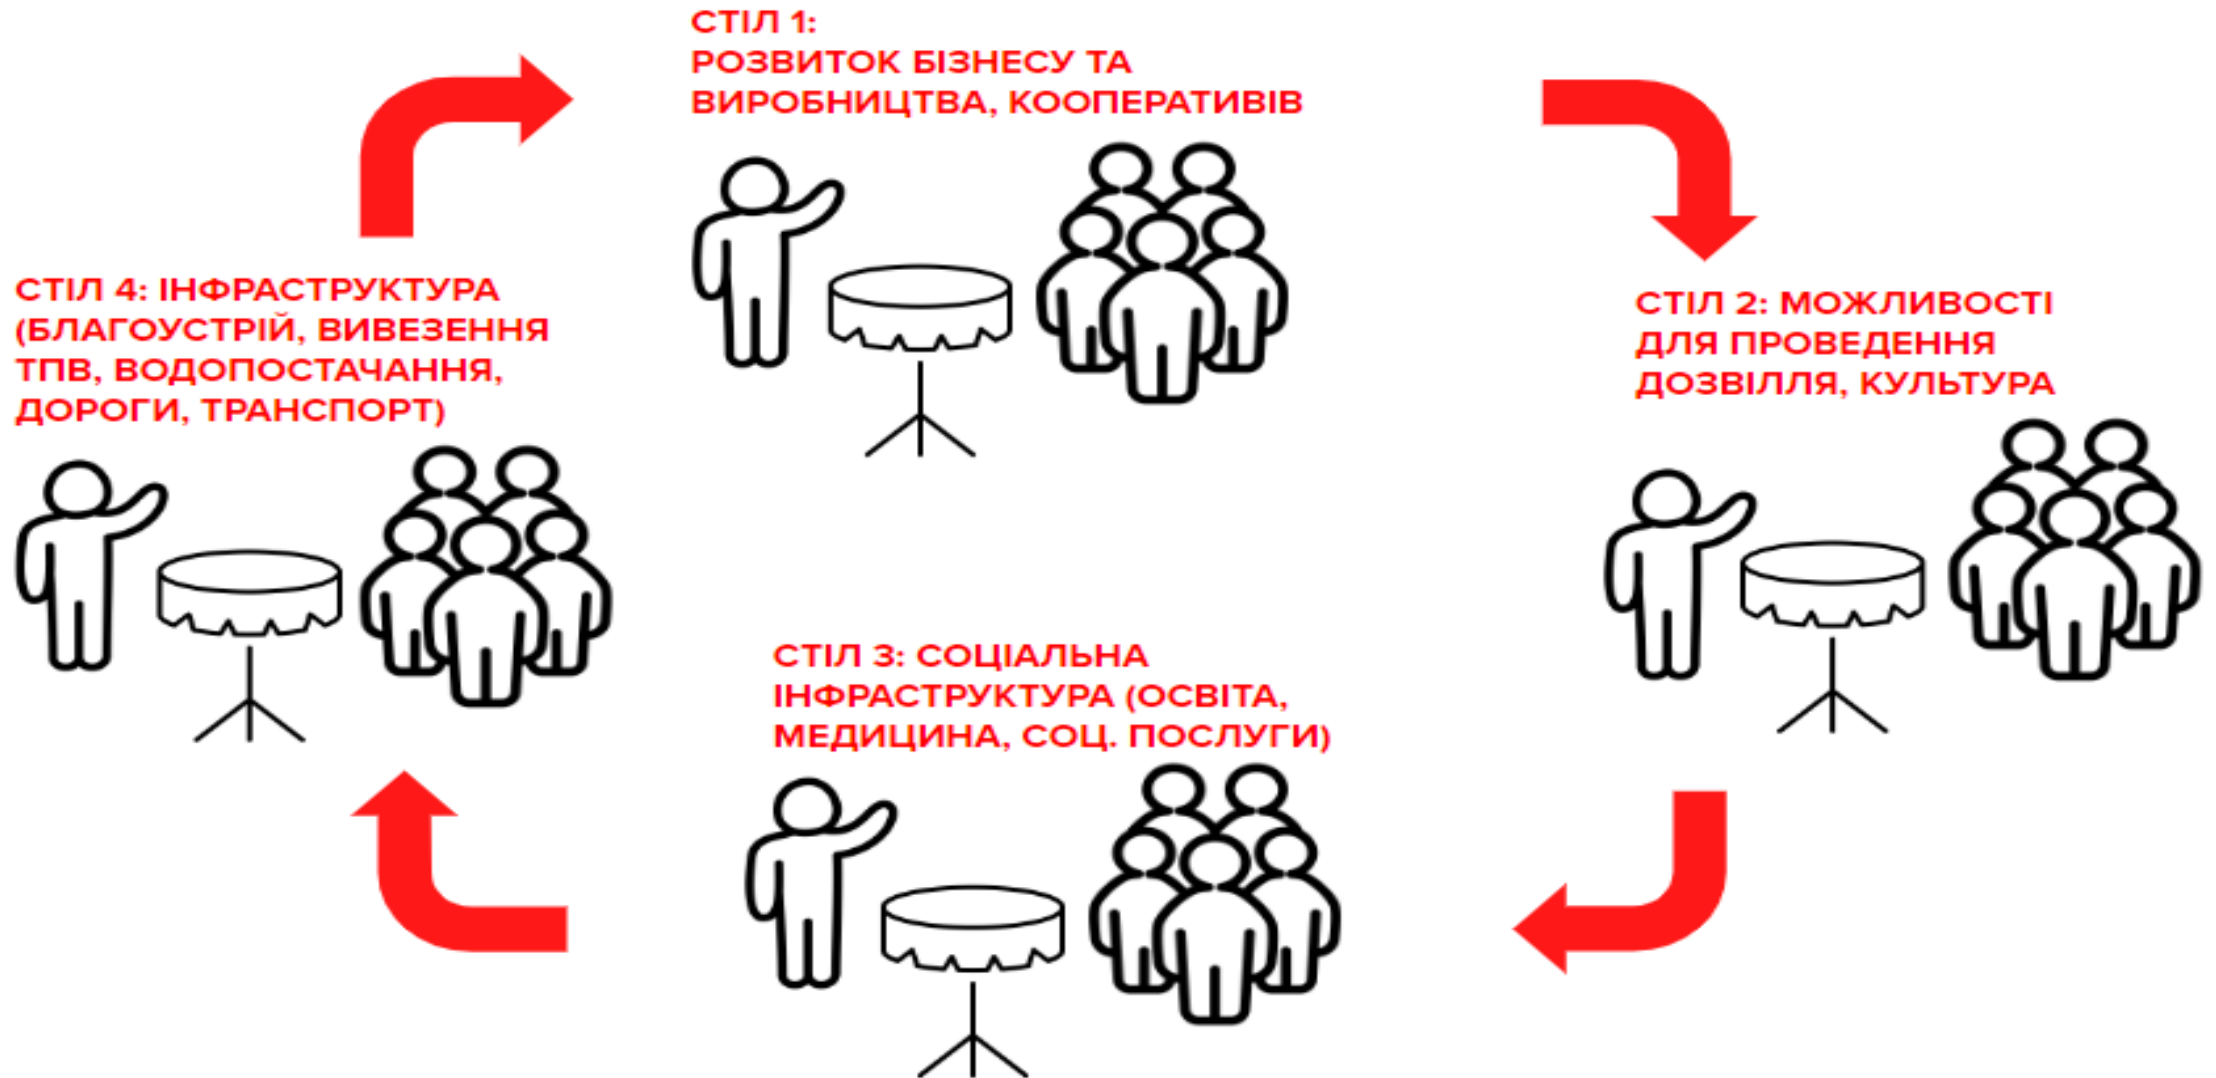 СТІЛ 1:
РОЗВИТОК БІЗНЕСУ ТА
ВИРОБНИЦТВА, КООПЕРАТИВІВ
СТІЛ 4: ІНФРАСТРУКТУРА
(БЛАГОУСТРІЙ, ВИВЕЗЕННЯ
ТПВ, ВОДОПОСТАЧАННЯ,
ДОРОГИ, ТРАНСПОРТ)
СТІЛ 2: МОЖЛИВОСТІ
ДЛЯ ПРОВЕДЕННЯ
ДОЗВІЛЛЯ, КУЛЬТУРА
СТІЛ 3: СОЦІАЛЬНА
ІНФРАСТРУКТУРА (ОСВІТА,
МЕДИЦИНА, СОЦ. ПОСЛУГИ)